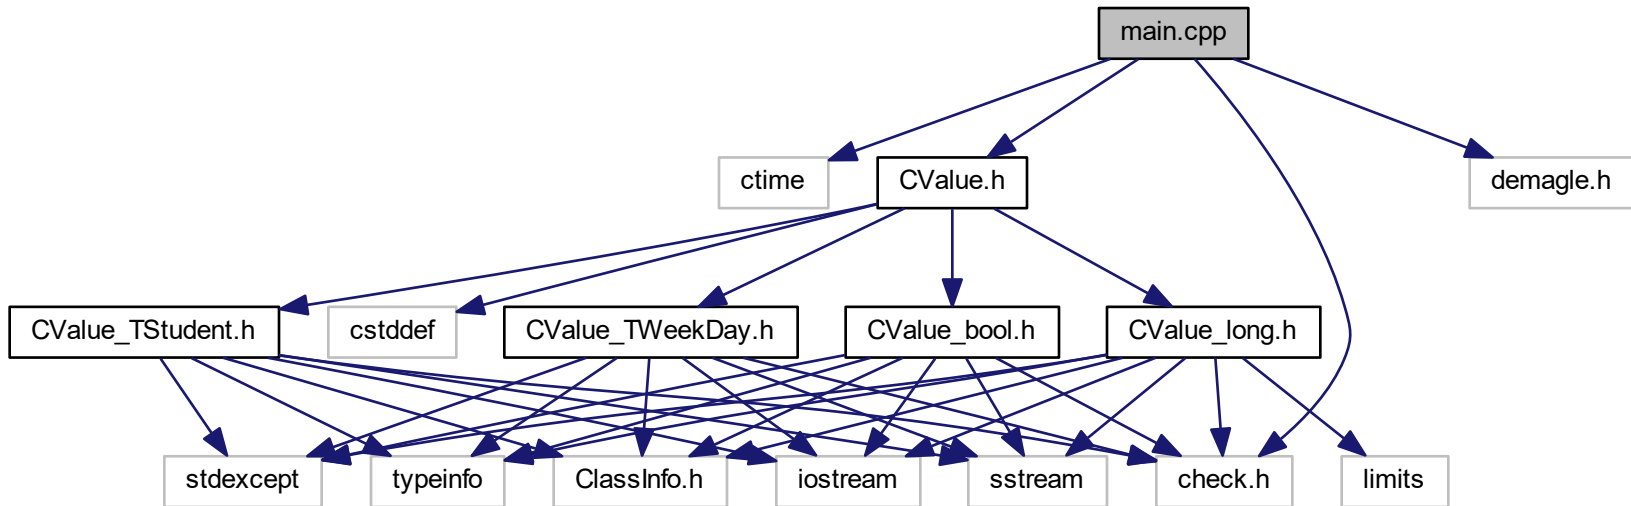 main.cpp
ctime
CValue.h
demagle.h
CValue_TStudent.h
cstddef
CValue_TWeekDay.h
CValue_bool.h
CValue_long.h
stdexcept
typeinfo
ClassInfo.h
iostream
sstream
check.h
limits